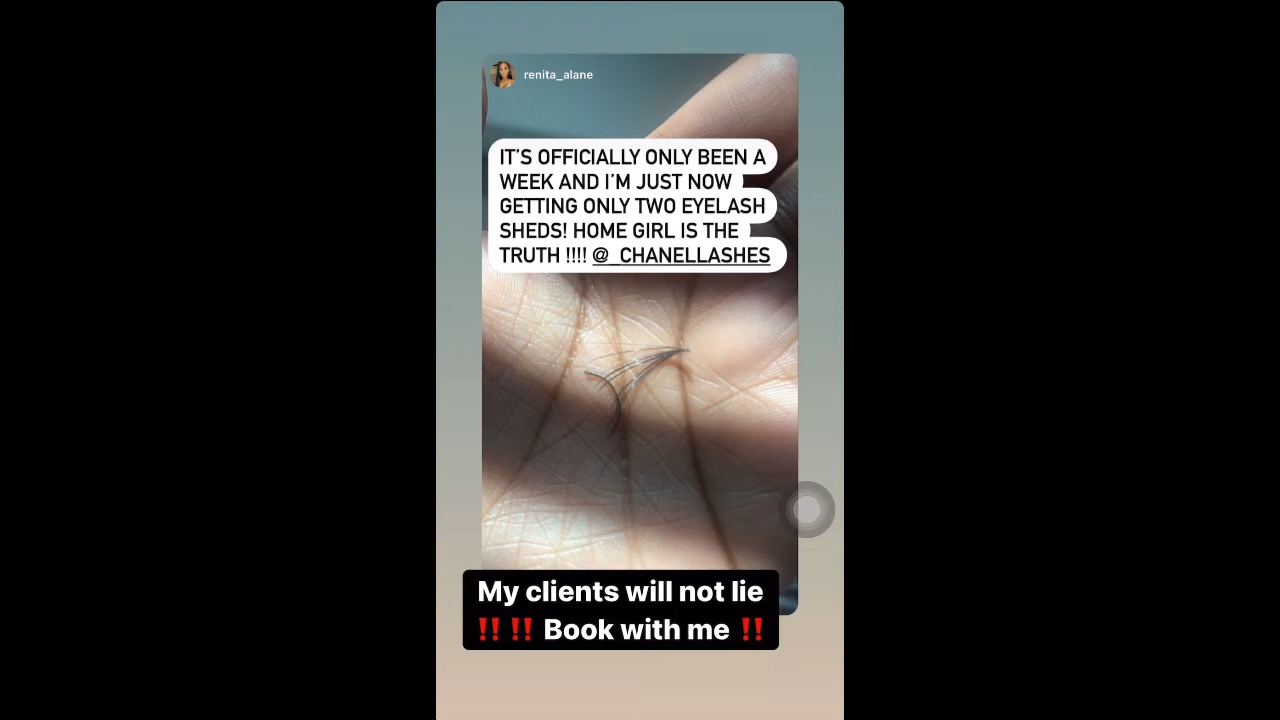 renita_alane
IT'S OFFICIALLY ONLY BEEN A
WEEK AND I'M JUST NOW
GETTING ONLY TWO EYELASH
SHEDS! HOME GIRL IS THE
TRUTH !!!! @_CHANELLASHES
My clients will not lie
‼️ ‼️ Book with me ‼️